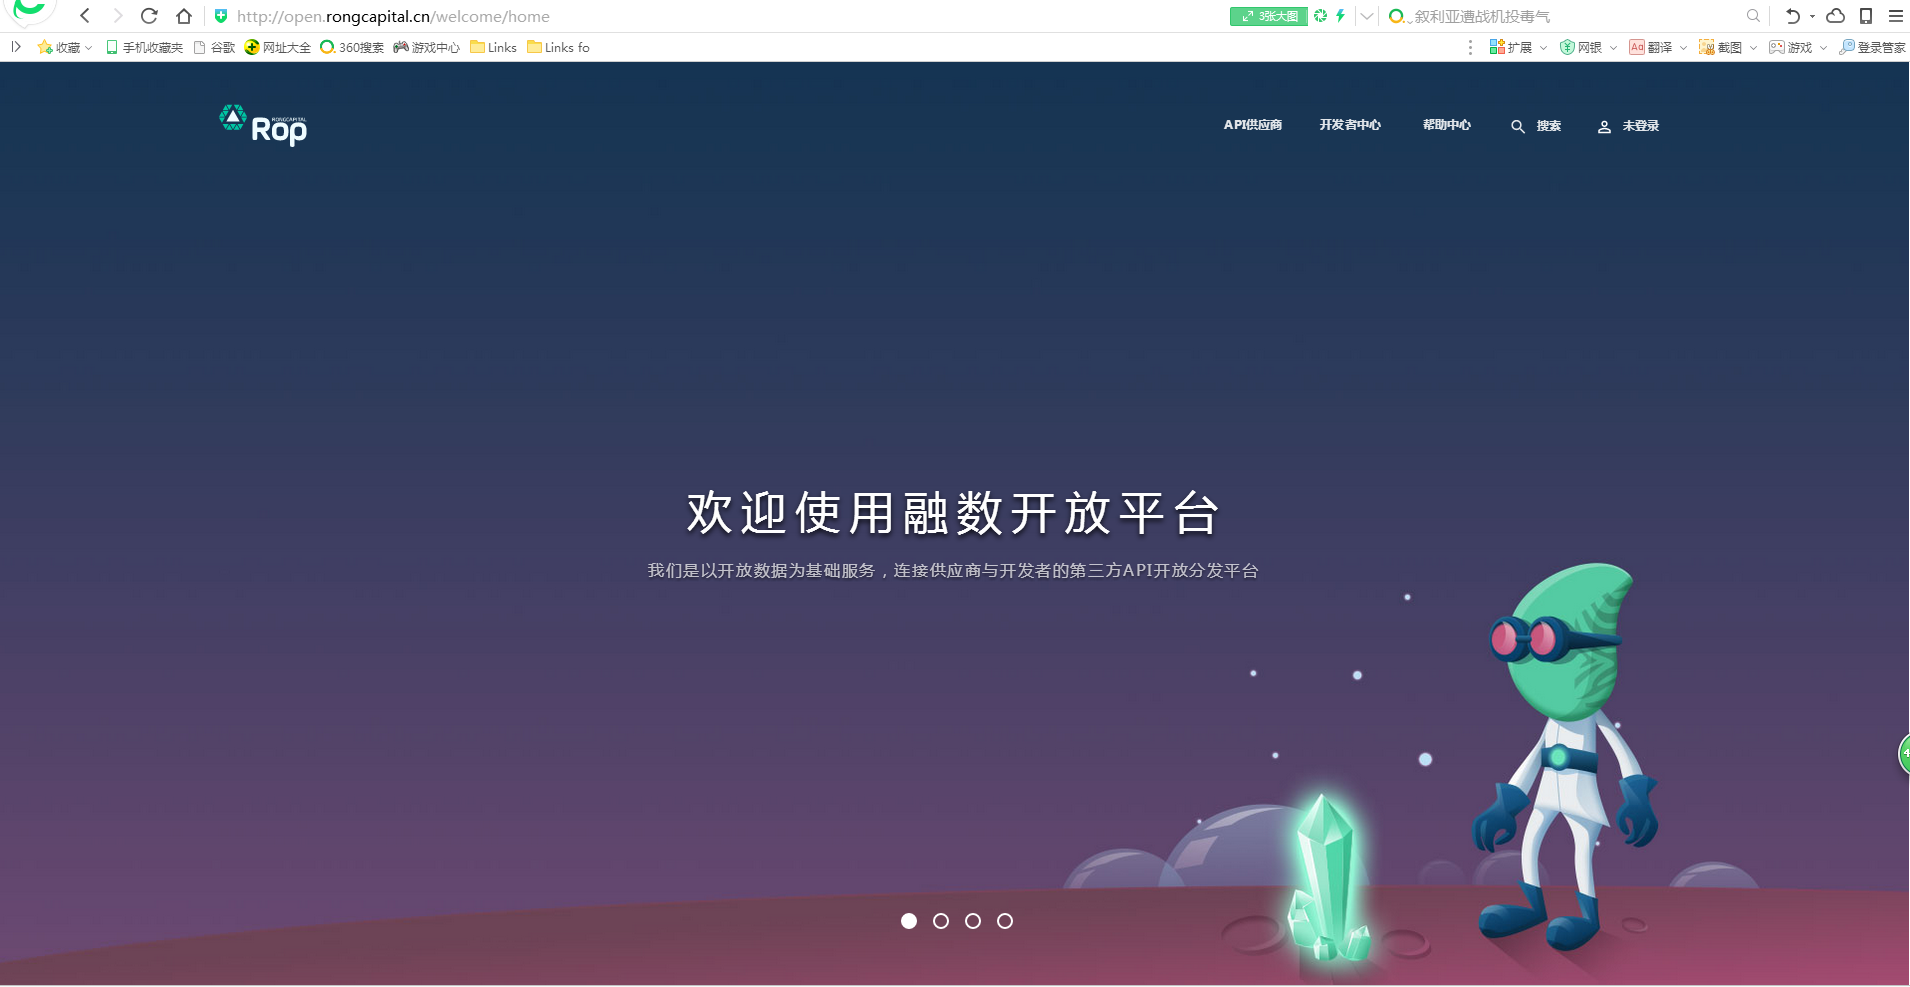 http://open.rongcapital.cn/welcome/home
3张大图
叙利亚遭战机投毒气
收藏 手机收藏夹 谷歌 网址大全 360搜索 游戏中心 Links Links fo
扩展 网银 翻译 截图 游戏 登录管家
RONGCAPITAL
Rop
API供应商 开发者中心 帮助中心 搜索 未登录
欢迎使用融数开放平台
我们是以开放数据为基础服务，连接供应商与开发者的第三方API开放分发平台